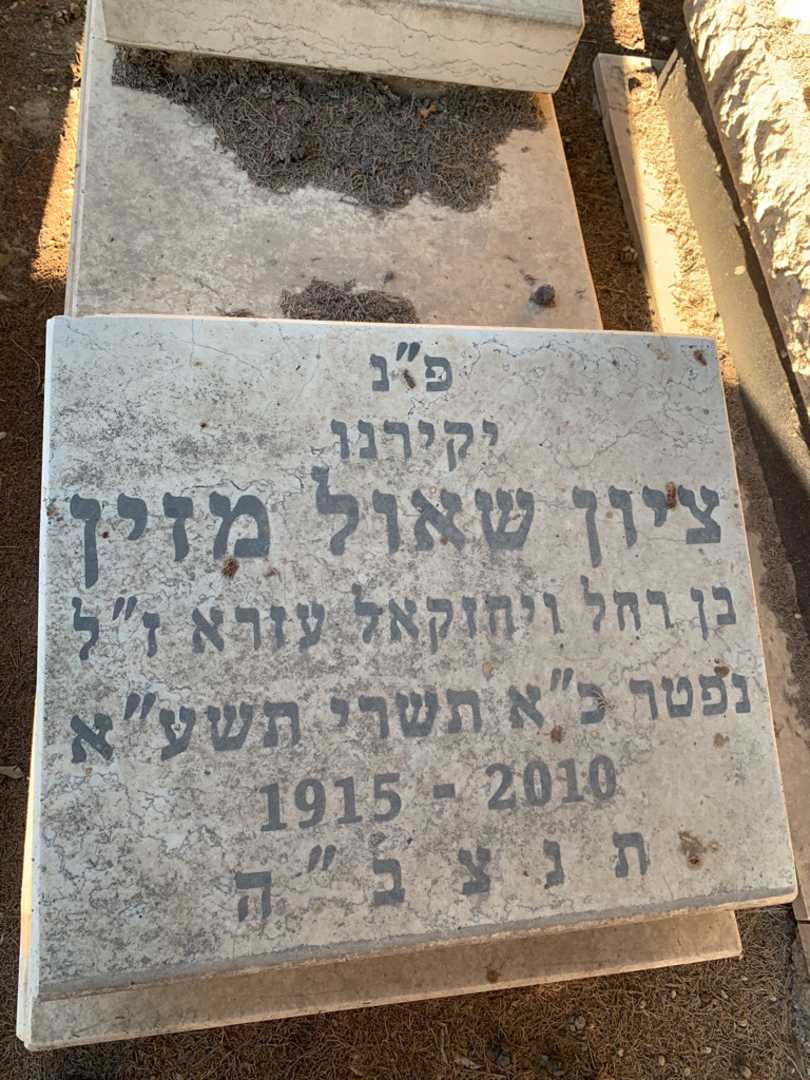 פ"נ
יקירנו
ציון שאול מזין
בן רחל ויחזקאל עזרא ז"ל
נפטר כ"א תשרי תשע"א
1915 - 2010
ת נ צ ב " ה